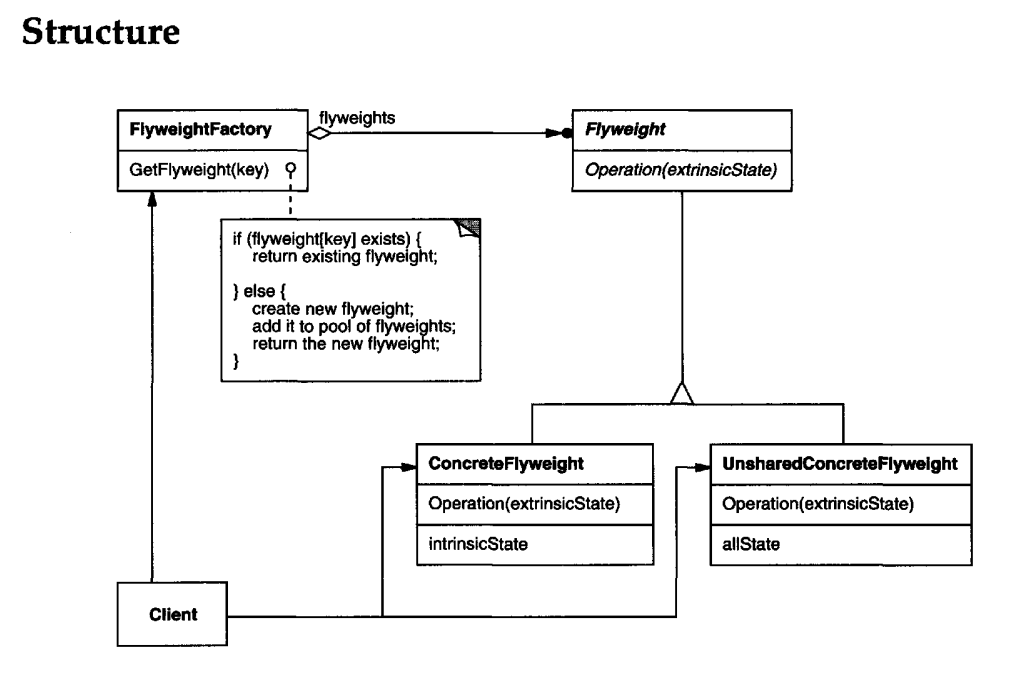 Structure
flyweights
FlyweightFactory
GetFlyweight(key)
Flyweight
Operation(extrinsicState)
if (flyweight[key] exists) {
return existing flyweight;
} else {
create new flyweight;
add it to pool of flyweights;
return the new flyweight;
}
ConcreteFlyweight
Operation(extrinsicState)
intrinsicState
UnsharedConcreteFlyweight
Operation(extrinsicState)
allState
Client